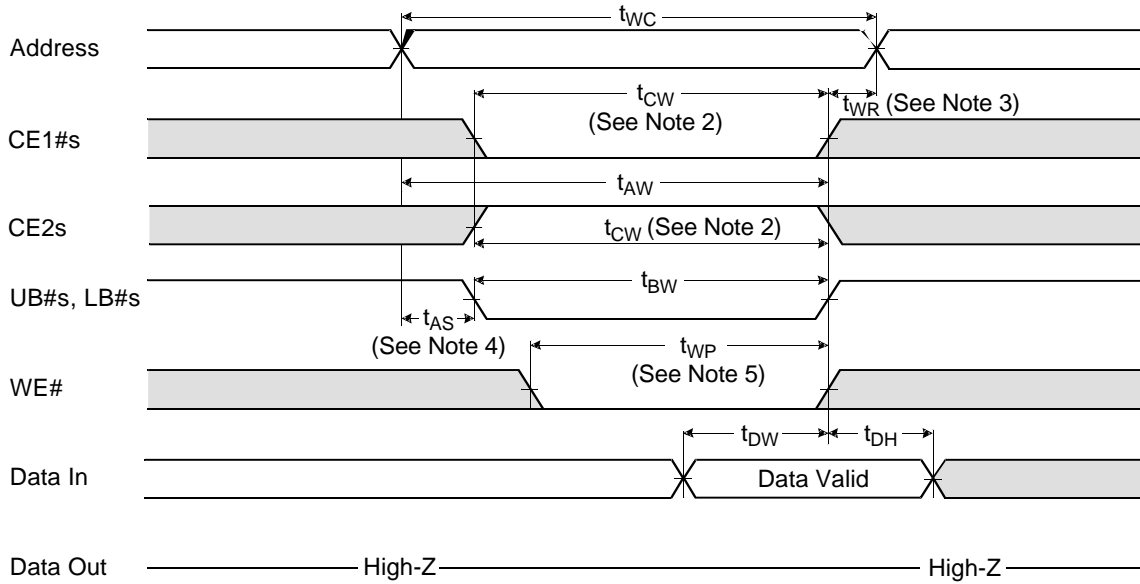 tWC
Address
tCW
(See Note 2)
tWR (See Note 3)
CE1#s
tAW
CE2s
tCW (See Note 2)
UB#s, LB#s
tBW
tAS
(See Note 4)
tWP
(See Note 5)
WE#
tDW
tDH
Data In
Data Valid
Data Out
High-Z
High-Z